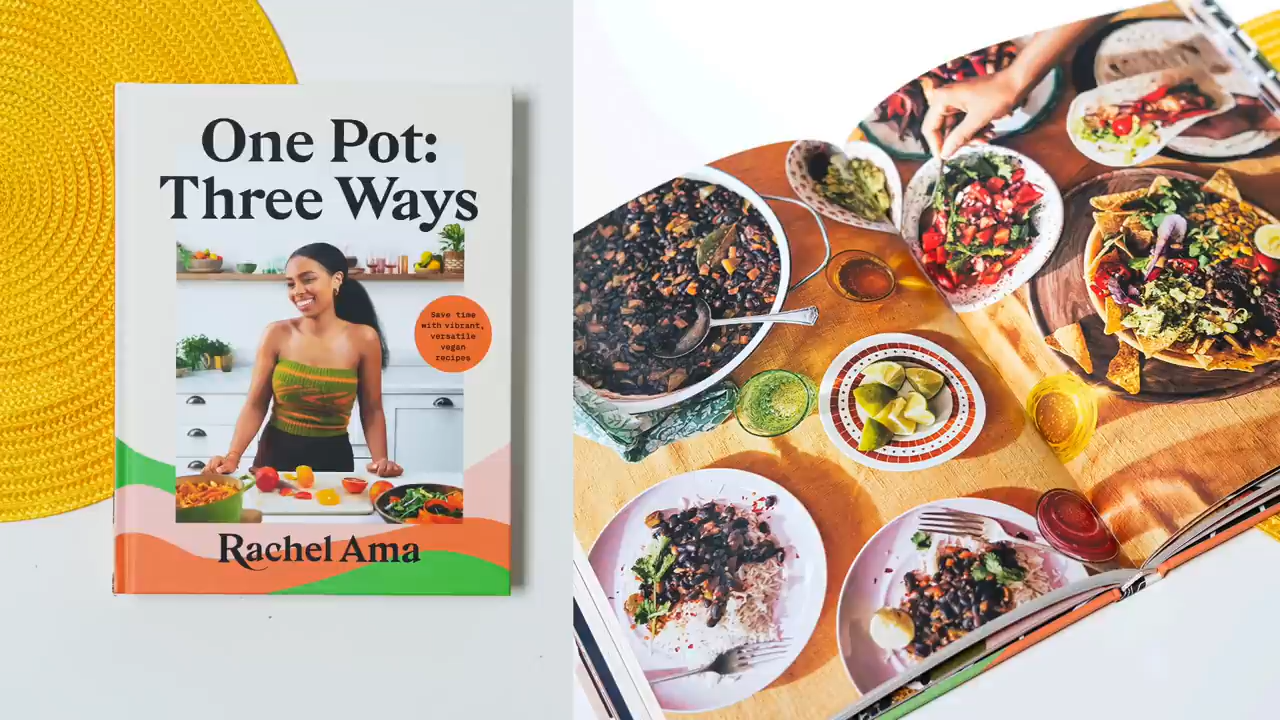 One Pot:
Three Ways
Save time
with vibrant,
versatile
vegan
recipes
Rachel Ama